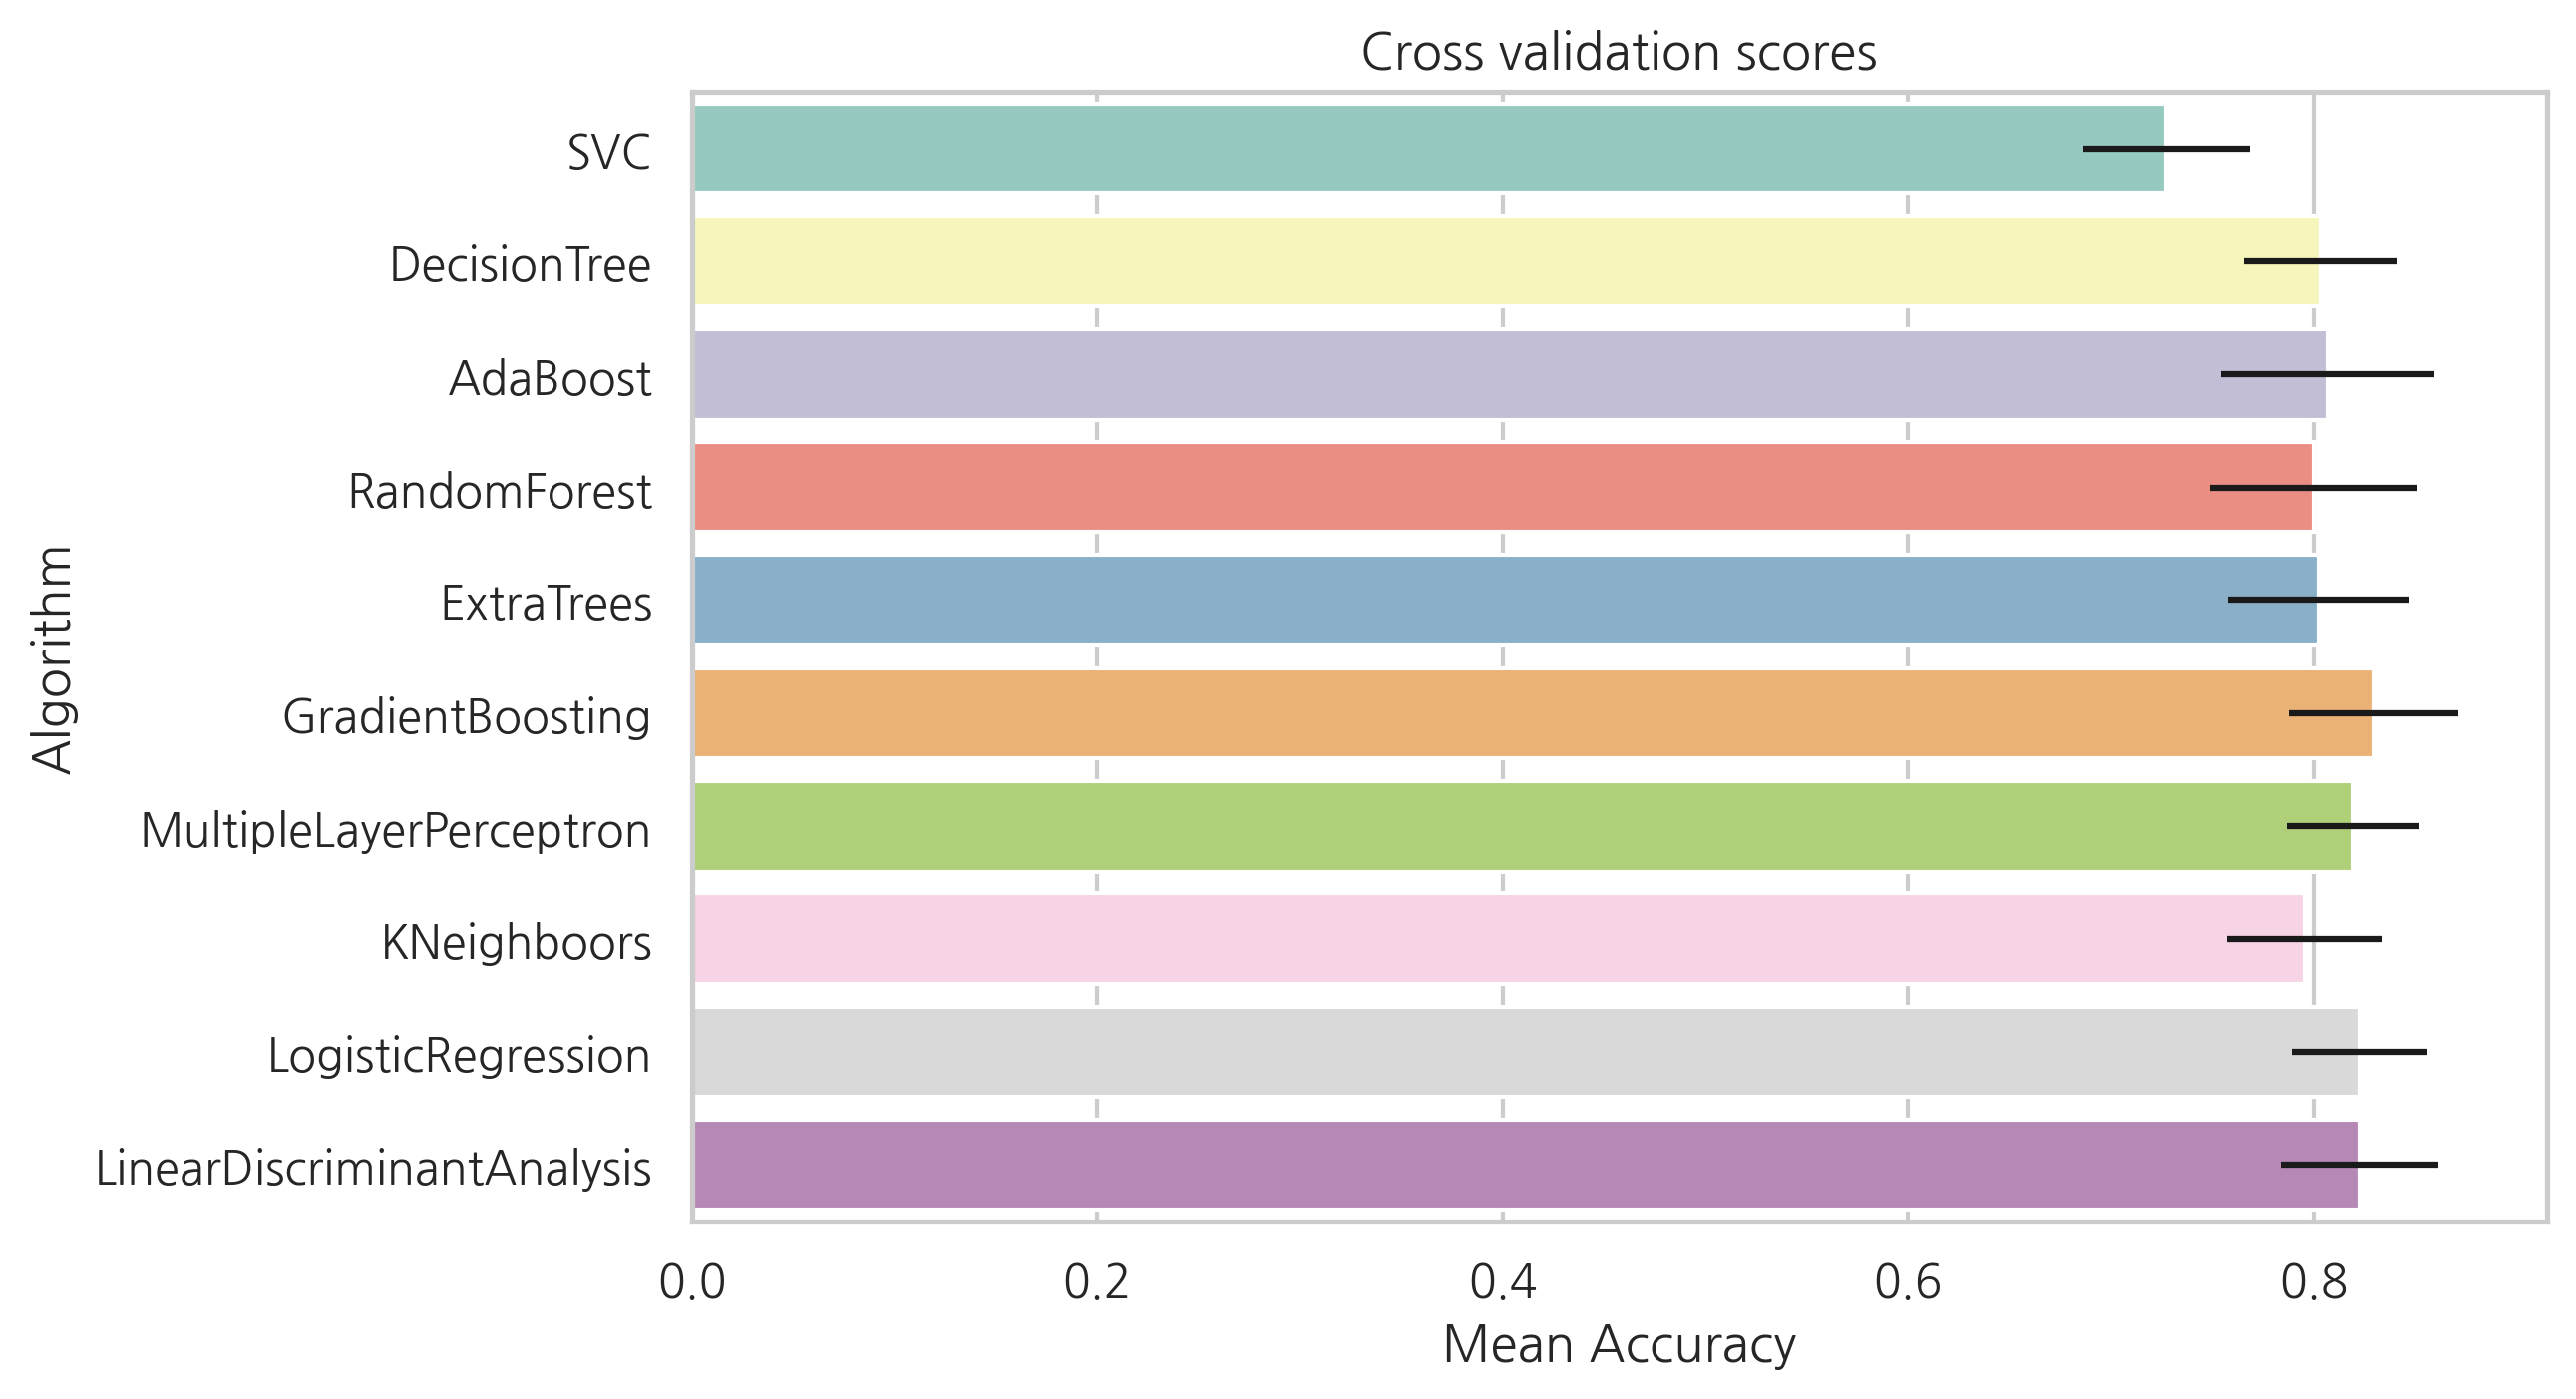 Cross validation scores
SVC
DecisionTree
AdaBoost
RandomForest
ExtraTrees
GradientBoosting
MultipleLayerPerceptron
KNeighboors
LogisticRegression
LinearDiscriminantAnalysis
Algorithm
0.0 0.2 0.4 0.6 0.8
Mean Accuracy